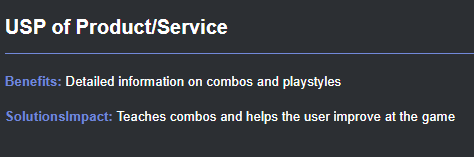 USP of Product/Service
Benefits: Detailed information on combos and playstyles
SolutionsImpact: Teaches combos and helps the user improve at the game